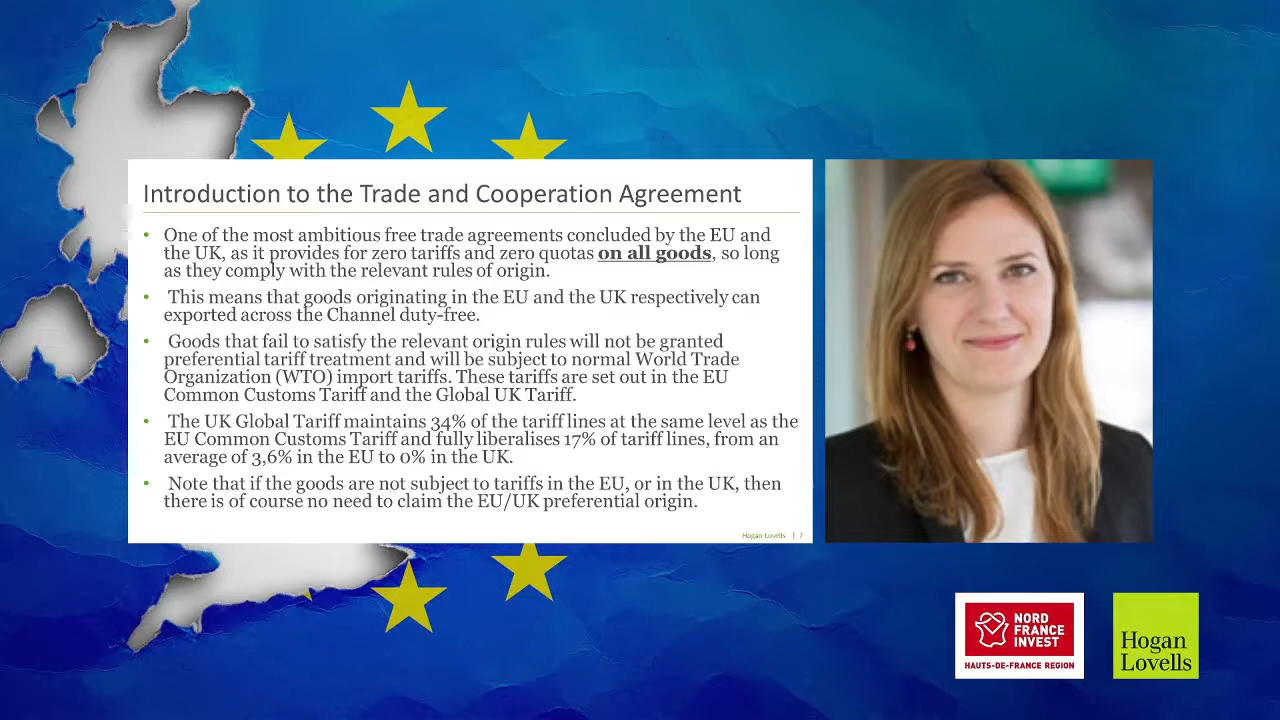 Introduction to the Trade and Cooperation Agreement
• One of the most ambitious free trade agreements concluded by the EU and
the UK, as it provides for zero tariffs and zero quotas on all goods, so long
as they comply with the relevant rules of origin.
• This means that goods originating in the EU and the UK respectively can
exported across the Channel duty-free.
• Goods that fail to satisfy the relevant origin rules will not be granted
preferential tariff treatment and will be subject to normal World Trade
Organization (WTO) import tariffs. These tariffs are set out in the EU
Common Customs Tariff and the Global UK Tariff.
• The UK Global Tariff maintains 34% of the tariff lines at the same level as the
EU Common Customs Tariff and fully liberalises 17% of tariff lines, from an
average of 3,6% in the EU to 0% in the UK.
• Note that if the goods are not subject to tariffs in the EU, or in the UK, then
there is of course no need to claim the EU/UK preferential origin.
Hogan Lovells | 7
NORD
FRANCE
INVEST
HAUTS-DE-FRANCE REGION
Hogan
Lovells